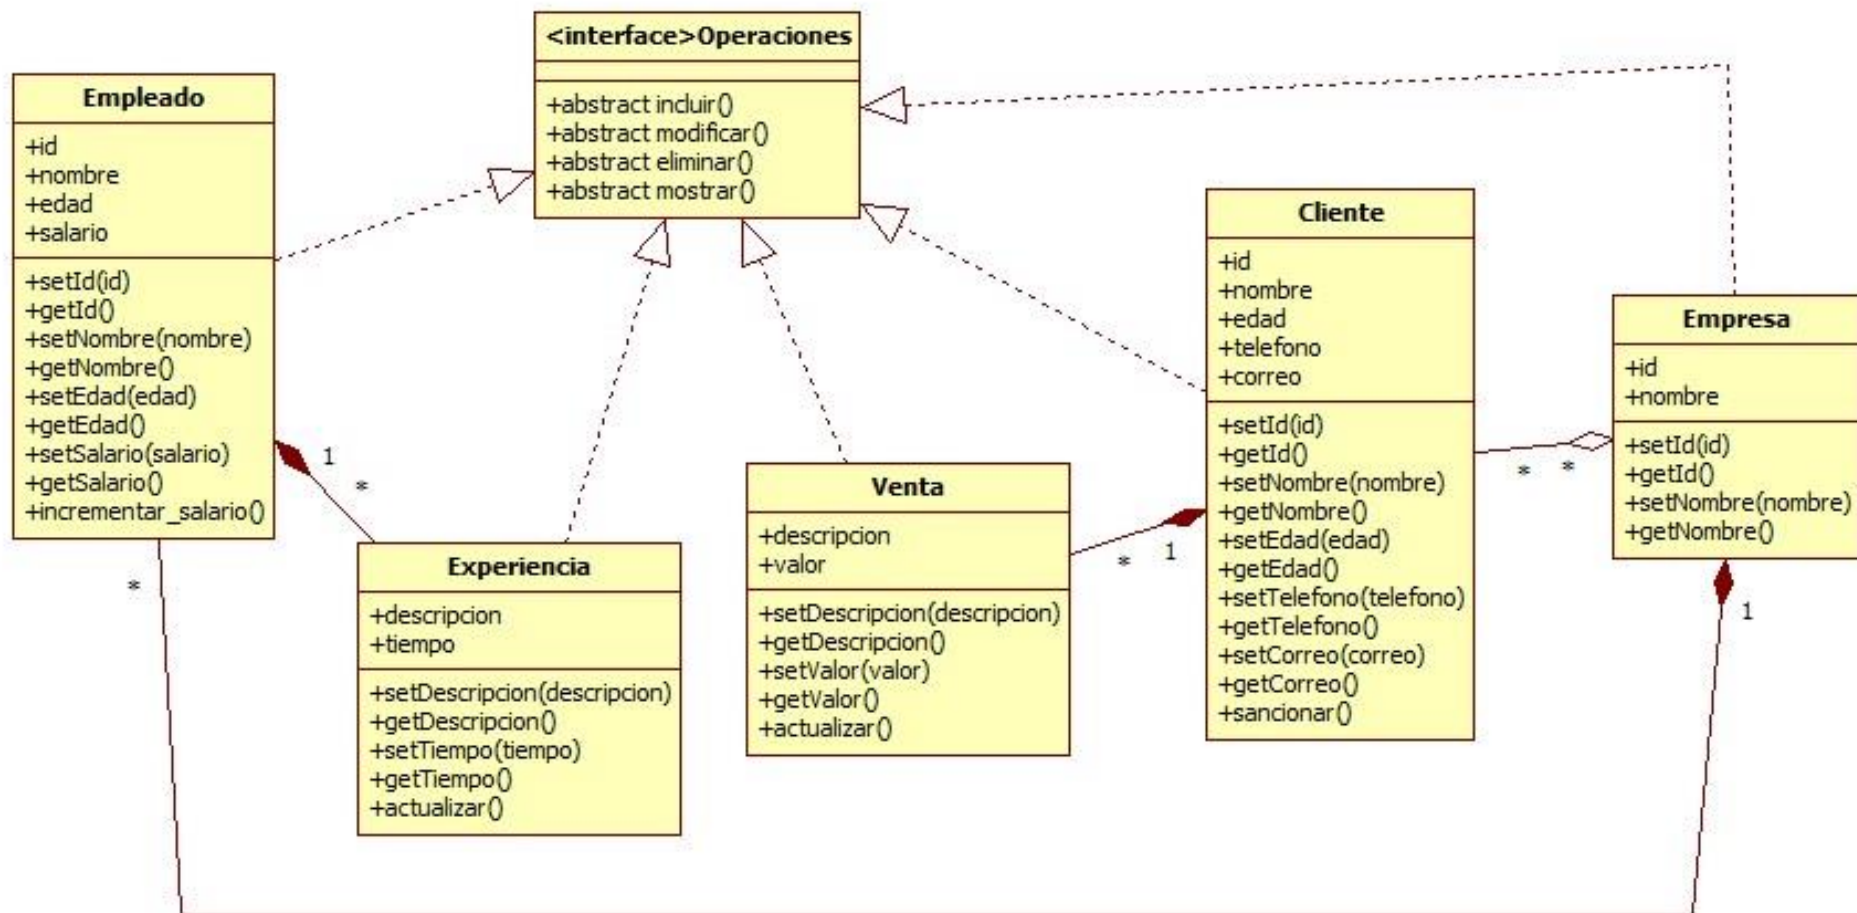 <interface>Operaciones
+abstract incluir()
+abstract modificar()
+abstract eliminar()
+abstract mostrar()
Empleado
+id
+nombre
+edad
+salario
+setId(id)
+getId()
+setNombre(nombre)
+getNombre()
+setEdad(edad)
+getEdad()
+setSalario(salario)
+getSalario()
+incrementar_salario()
1
*
*
Experiencia
+descripcion
+tiempo
+setDescripcion(descripcion)
+getDescripcion()
+setTiempo(tiempo)
+getTiempo()
+actualizar()
Venta
+descripcion
+valor
+setDescripcion(descripcion)
+getDescripcion()
+setValor(valor)
+getValor()
+actualizar()
* 1
Cliente
+id
+nombre
+edad
+telefono
+correo
+setId(id)
+getId()
+setNombre(nombre)
+getNombre()
+setEdad(edad)
+getEdad()
+setTelefono(telefono)
+getTelefono()
+setCorreo(correo)
+getCorreo()
+sancionar()
* *
Empresa
+id
+nombre
+setId(id)
+getId()
+setNombre(nombre)
+getNombre()
1